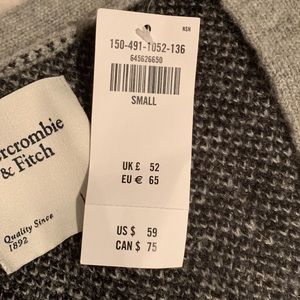 NSH
150-491-1052-136
645626650
SMALL
UK £ 52
EU € 65
US $ 59
CAN $ 75
rcrombie
& Fitch
Quality Since
1892